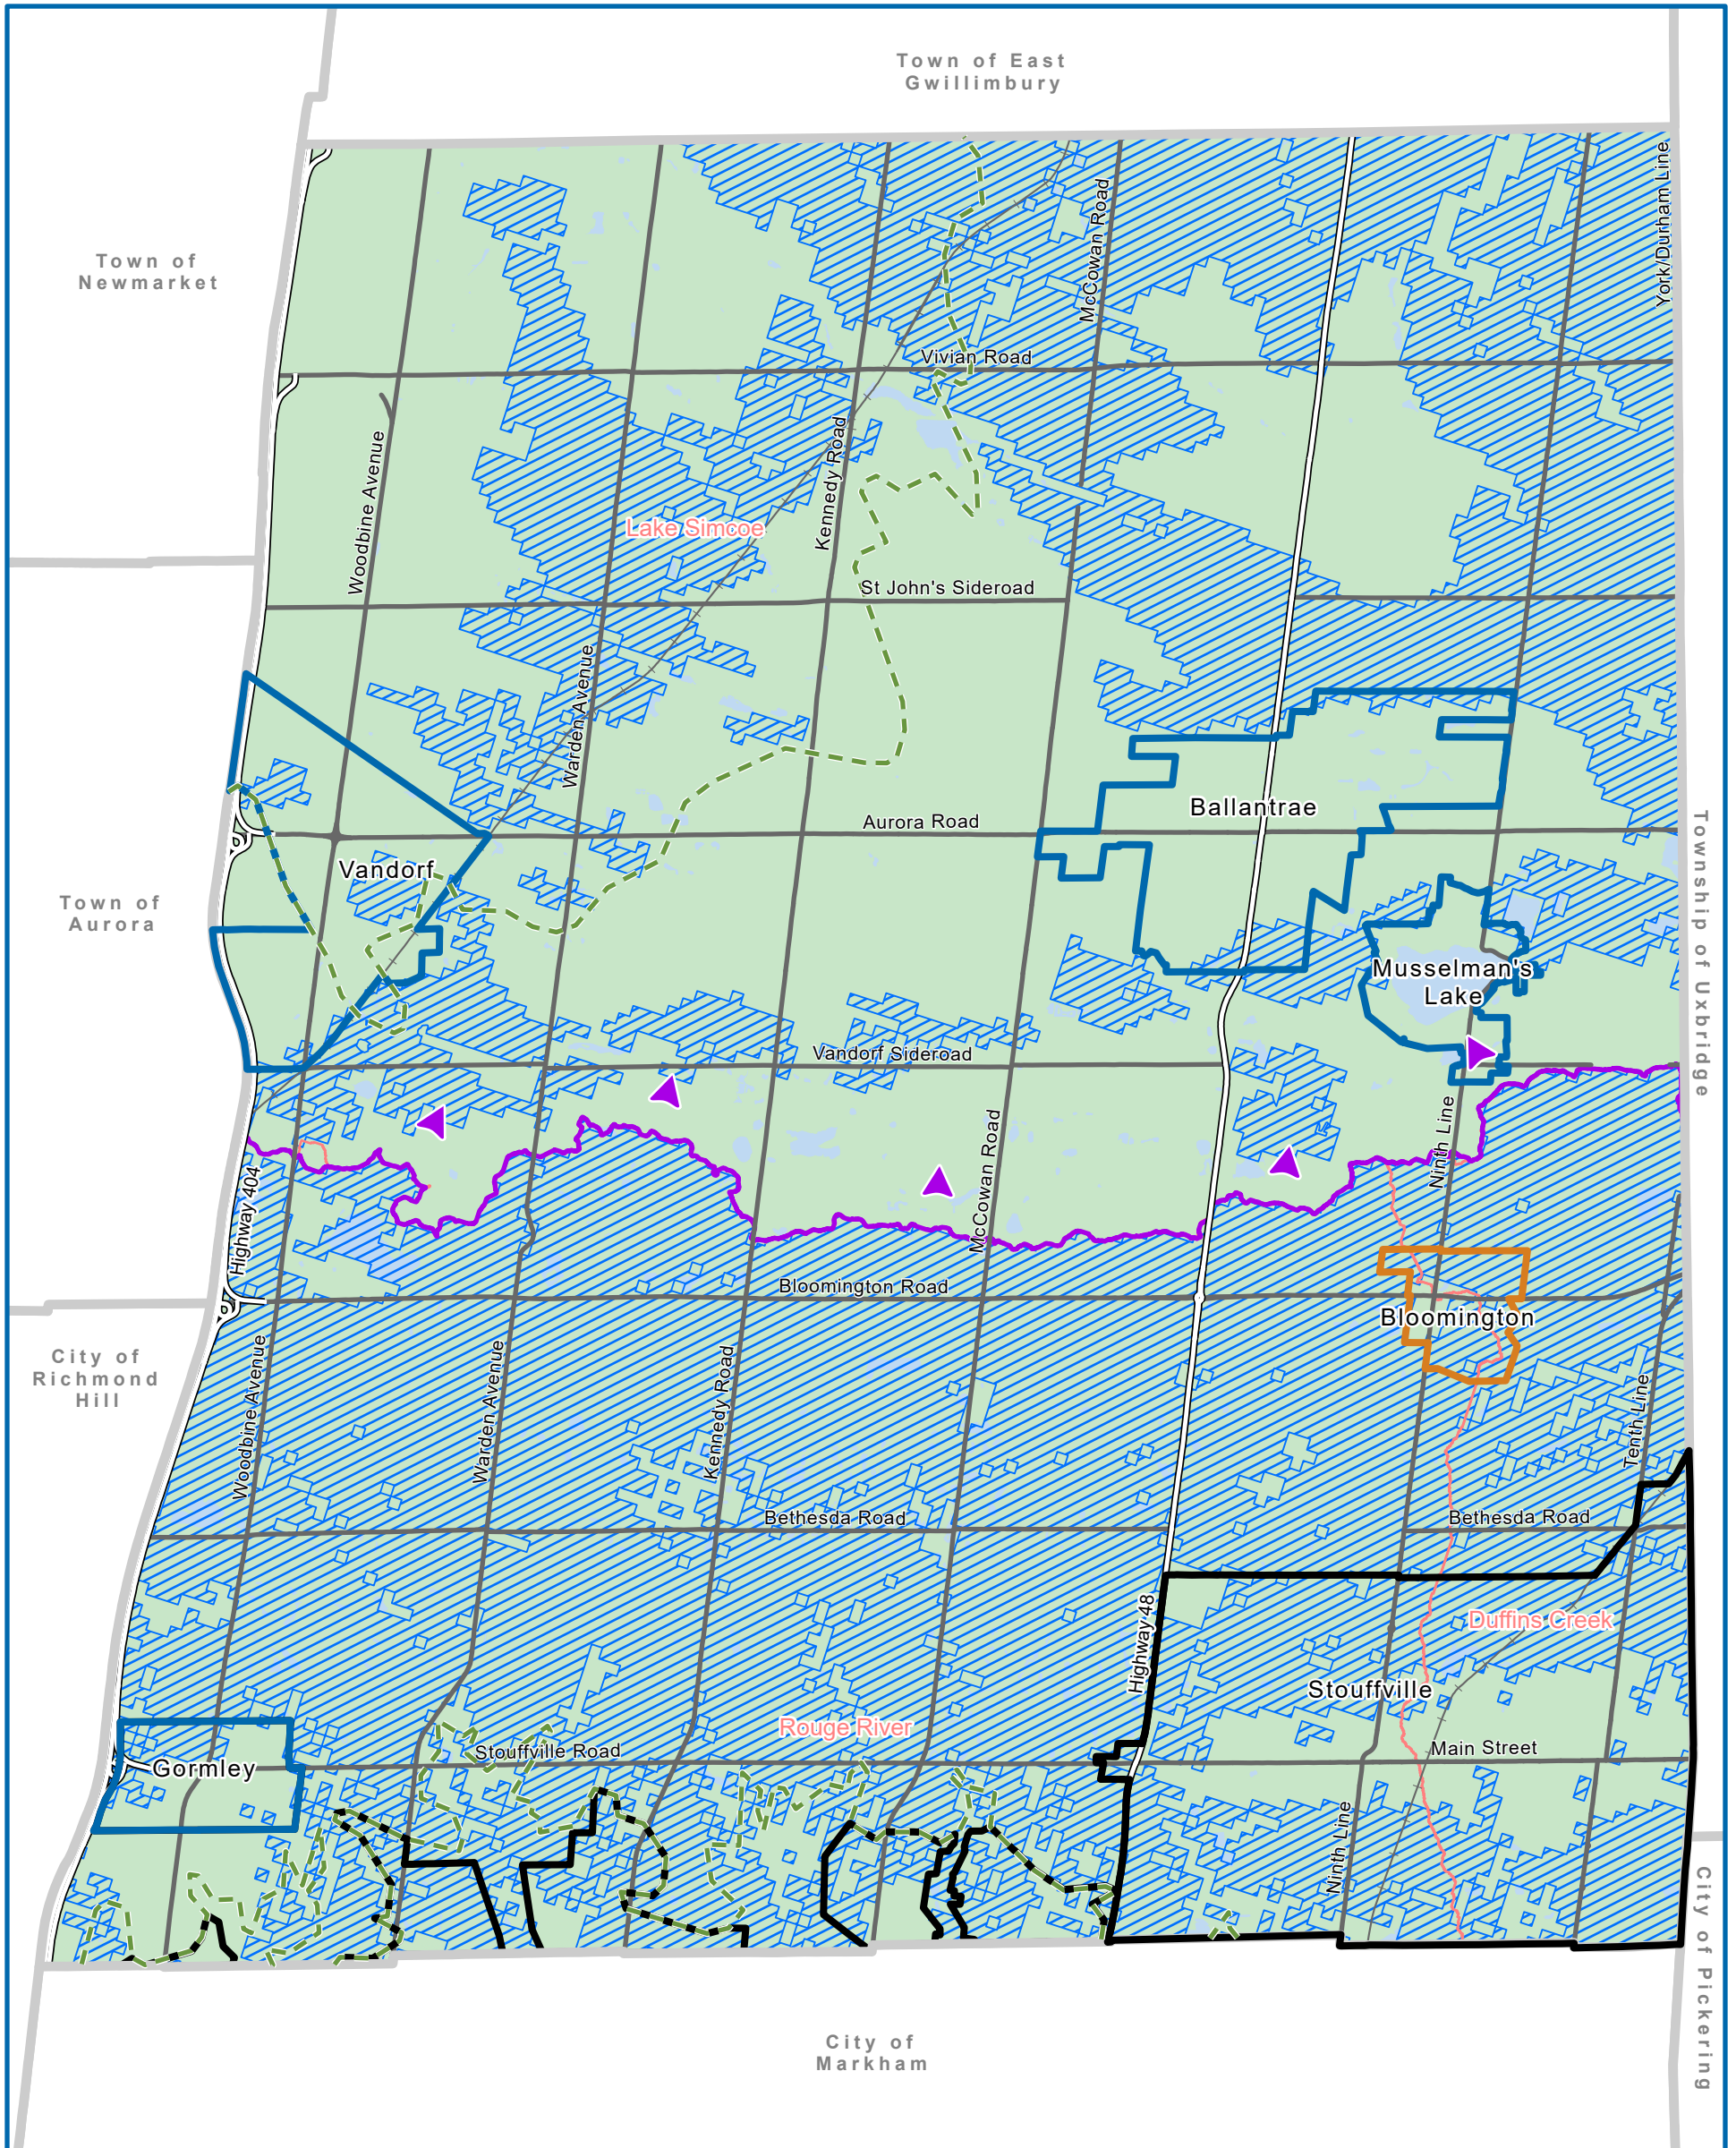 Town of East
Gwillimbury
York/Durham Line
McCowan Road
Town of
Newmarket
Vivian Road
Woodbine Avenue
Kennedy Road
Lake Simcoe
St John's Sideroad
Warden Avenue
Ballantrae
Aurora Road
Vandorf
Town of
Aurora
Township of Uxbridge
Musselman's
Lake
Vandorf Sideroad
Ninth Line
McCowan Road
Highway 404
Bloomington Road
Bloomington
City of
Richmond
Hill
Woodbine Avenue
Warden Avenue
Kennedy Road
Tenth Line
Bethesda Road
Bethesda Road
Highway 48
Duffins Creek
Stouffville
Rouge River
Stouffville Road
Main Street
Gormley
Ninth Line
City of Pickering
City of
Markham